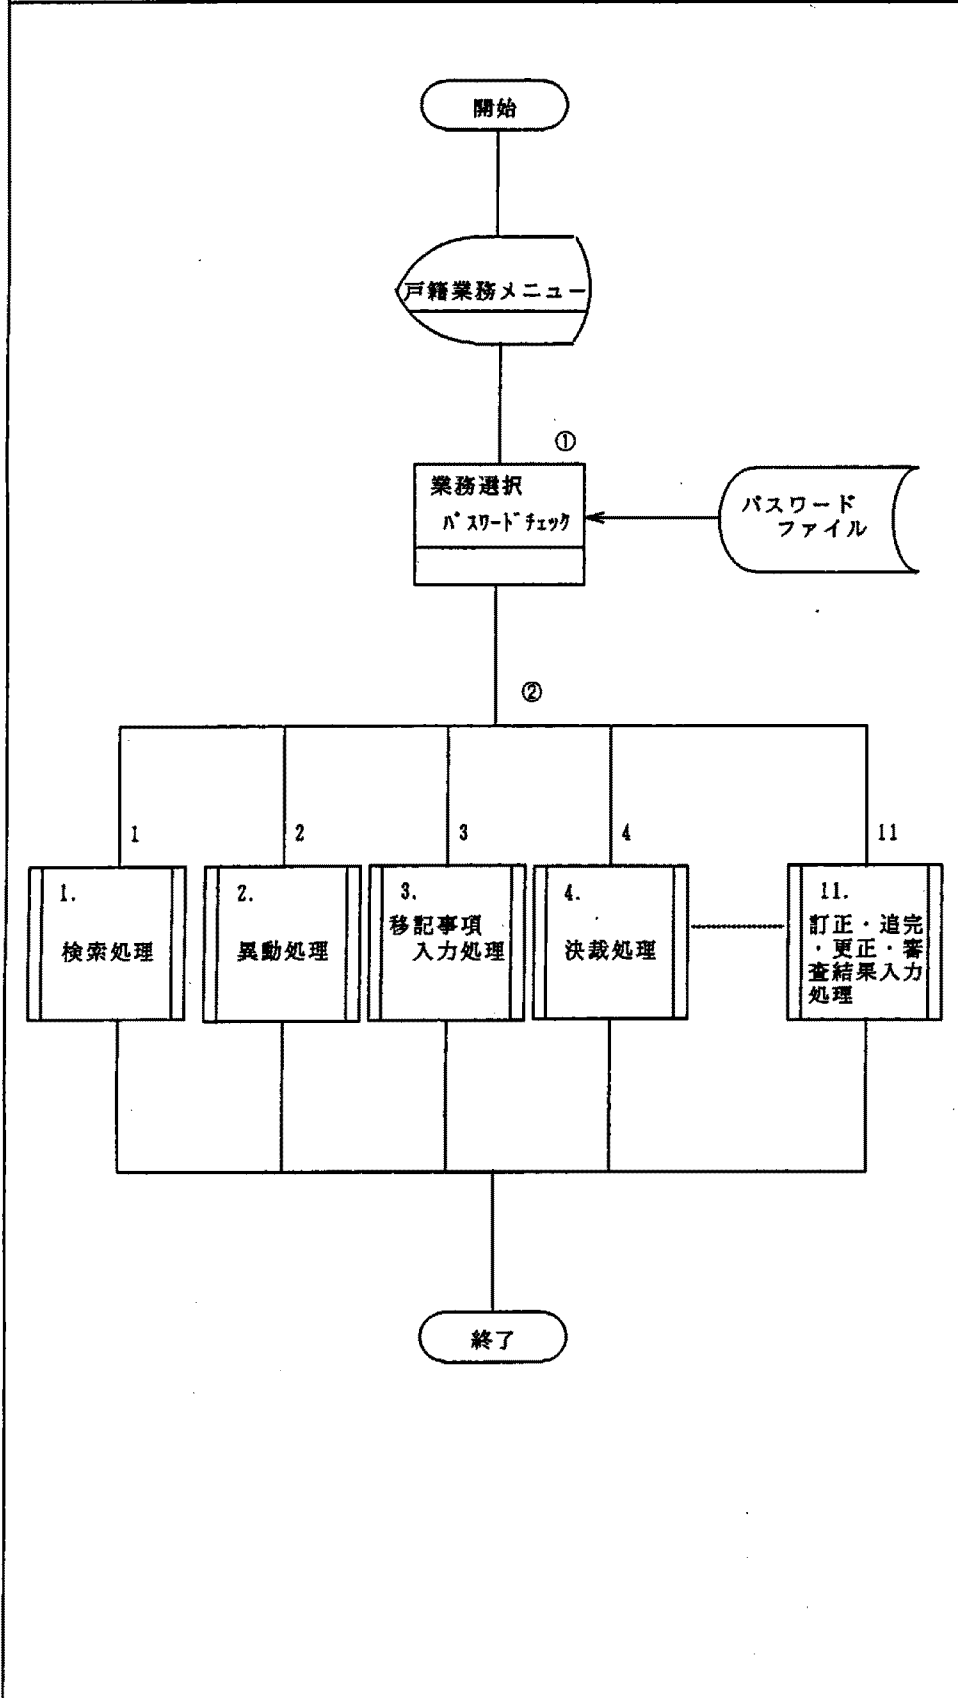 開始
戸籍業務メニュー
①
業務選択
パスワードチェック
パスワード
ファイル
②
1
2
3
4
11
1.
検索処理
2.
異動処理
3.
移記事項
入力処理
4.
決裁処理
11.
訂正・追完
・更正・審
査結果入力
処理
終了